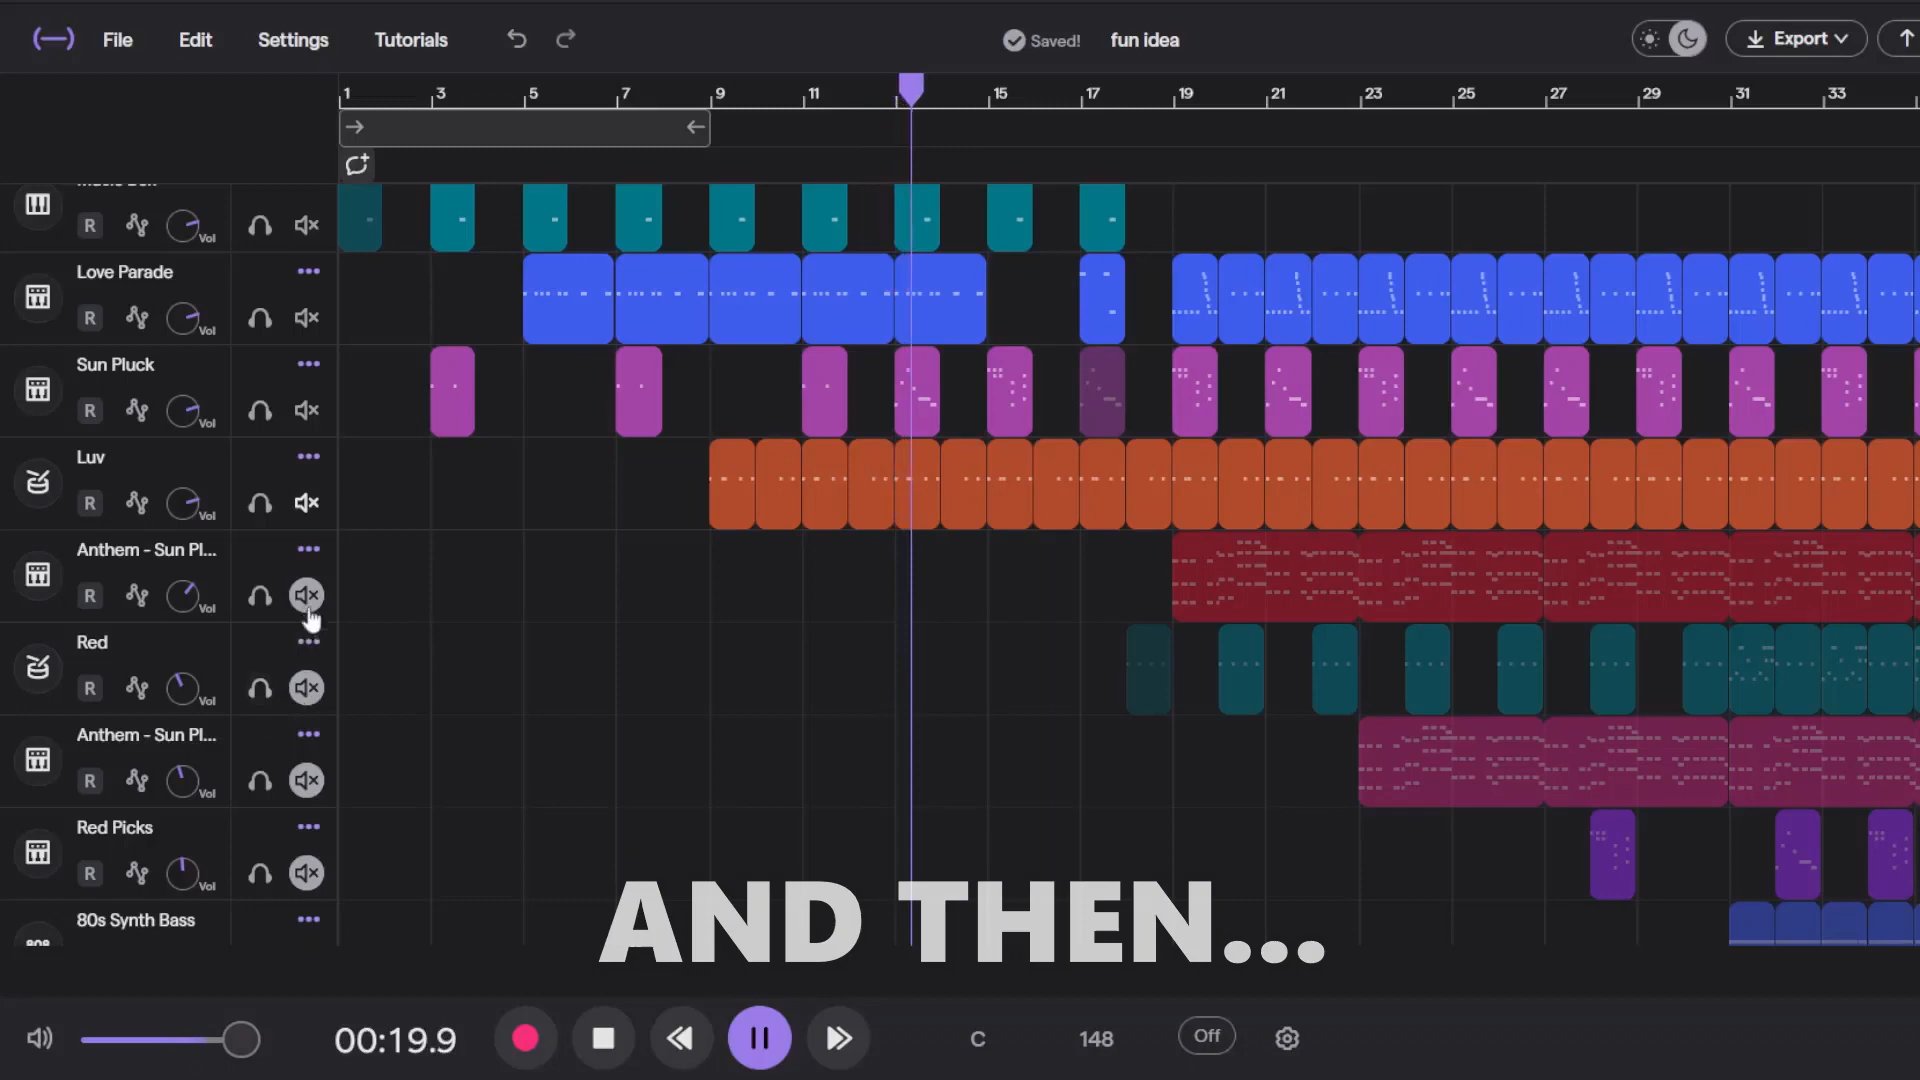 File Edit Settings Tutorials Saved! fun idea Export
1 3 5 7 9 11 15 17 19 21 23 25 27 29 31 33
R Vol
Love Parade
R Vol
Sun Pluck
R Vol
Luv
R Vol
Anthem - Sun Pl...
R Vol
Red
R Vol
Anthem - Sun Pl...
R Vol
Red Picks
R Vol
80s Synth Bass
AND THEN...
00:19.9 C 148 Off